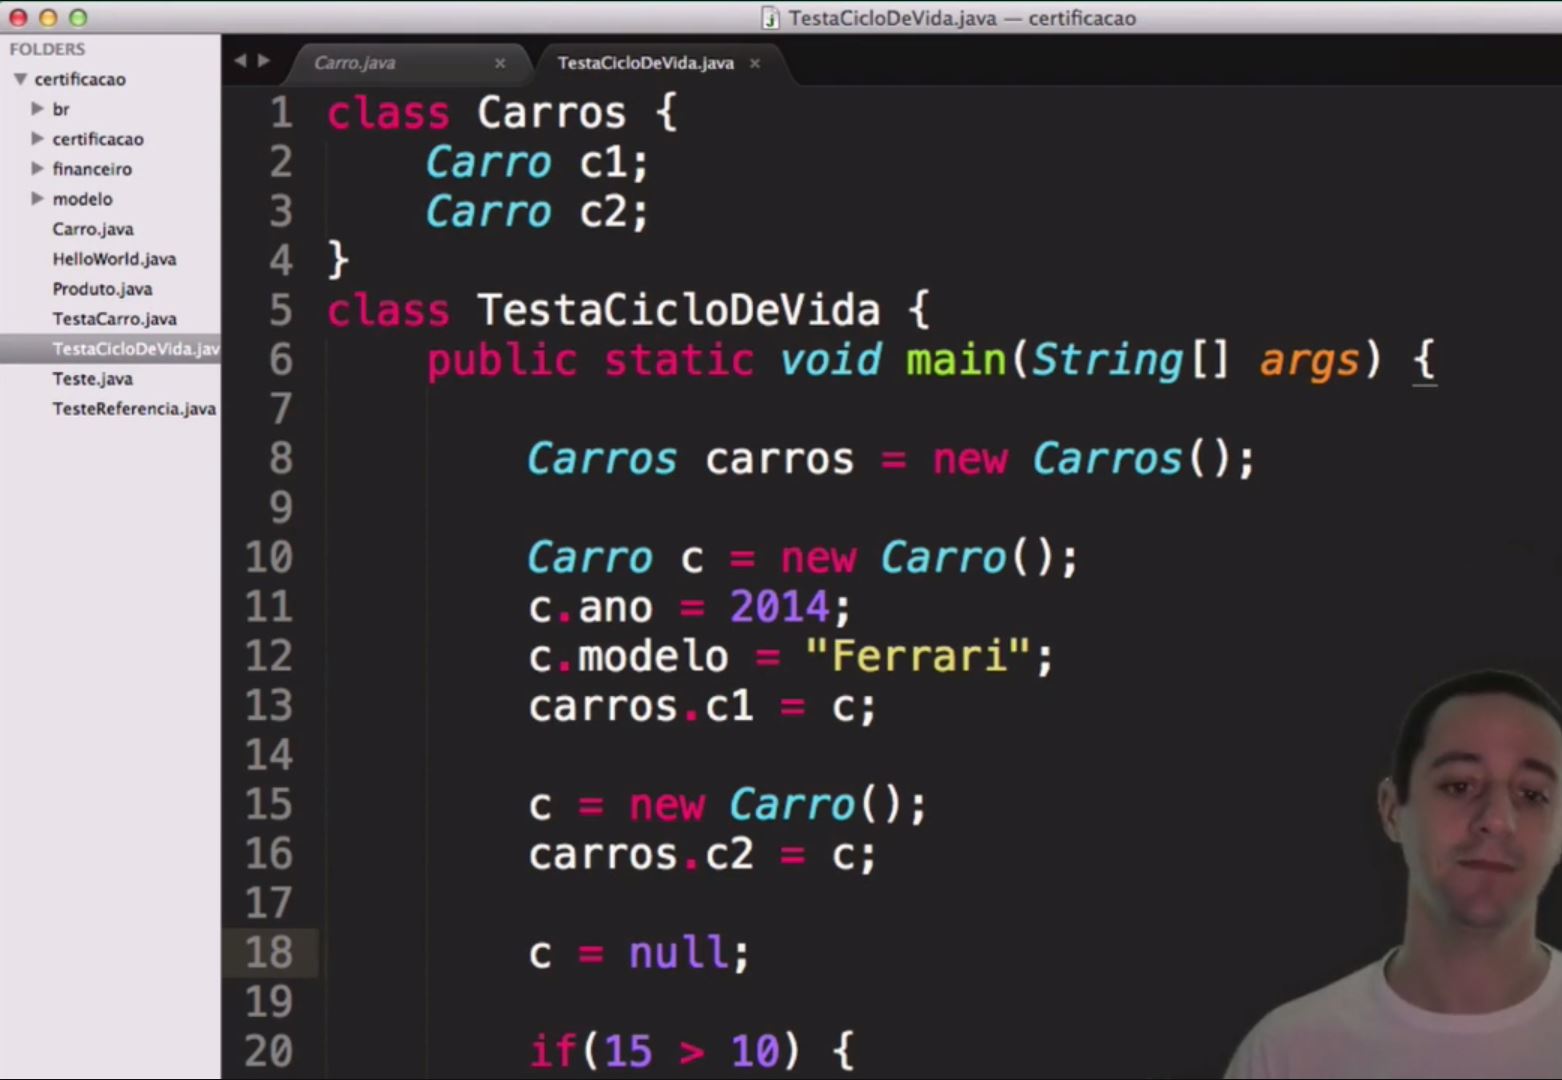 TestaCicloDeVida.java — certificacao
FOLDERS
certificacao
br
certificacao
financeiro
modelo
Carro.java
HelloWorld.java
Produto.java
TestaCarro.java
TestaCicloDeVida.jav
Teste.java
TesteReferencia.java
Carro.java × TestaCicloDeVida.java ×
1 class Carros {
2 Carro c1;
3 Carro c2;
4 }
5 class TestaCicloDeVida {
6 public static void main(String[] args) {
7
8 Carros carros = new Carros();
9
10 Carro c = new Carro();
11 c.ano = 2014;
12 c.modelo = "Ferrari";
13 carros.c1 = c;
14
15 c = new Carro();
16 carros.c2 = c;
17
18 c = null;
19
20 if(15 > 10) {